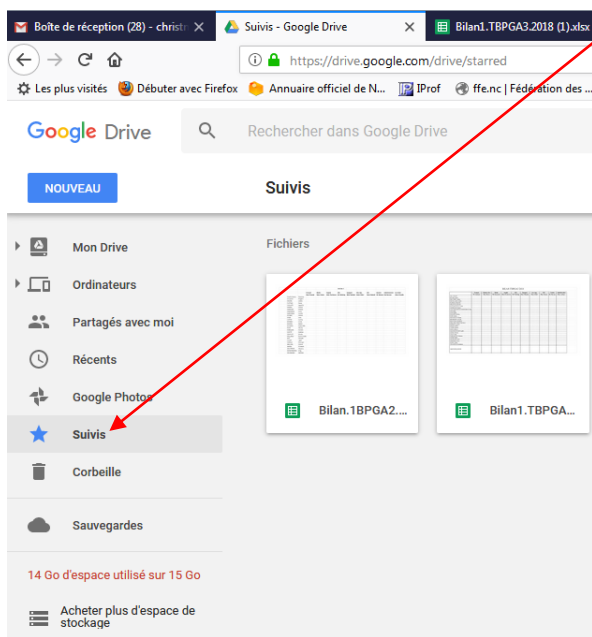 Boîte de réception (28) - christ
Suivis - Google Drive
Bilan1.TBPGA3.2018 (1).xlsx
https://drive.google.com/drive/starred
Les plus visités
Débuter avec Firefox
Annuaire officiel de N...
IProf
ffe.nc | Fédération des ...
Google Drive
Rechercher dans Google Drive
NOUVEAU
Suivis
Mon Drive
Ordinateurs
Partagés avec moi
Récents
Google Photos
Suivis
Corbeille
Sauvegardes
14 Go d'espace utilisé sur 15 Go
Acheter plus d'espace de
stockage
Fichiers
Bilan.1BPGA2....
Bilan1.TBPGA...